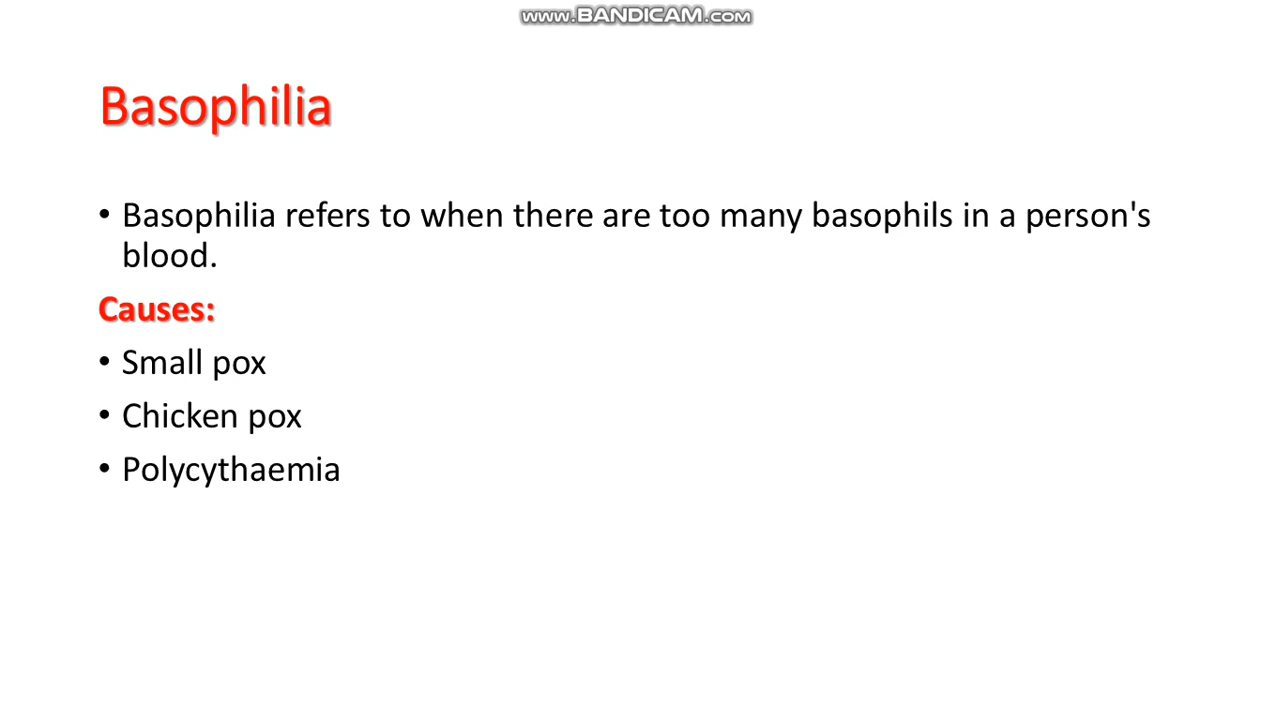 www.BANDICAM.com
Basophilia
• Basophilia refers to when there are too many basophils in a person's
blood.
Causes:
• Small pox
• Chicken pox
• Polycythaemia